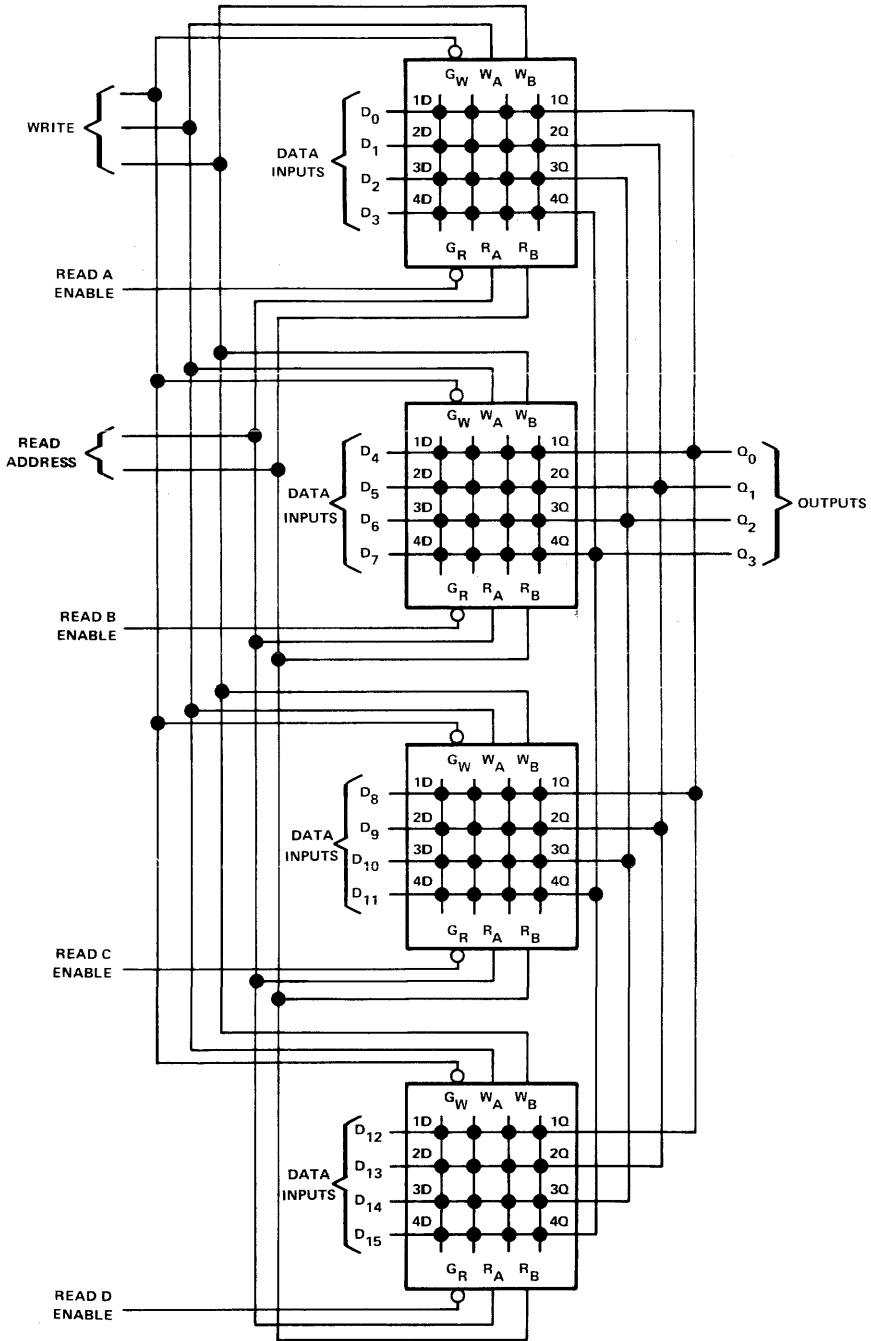 G_W W_A W_B
WRITE
DATA INPUTS
D_0 1D 1Q
D_1 2D 2Q
D_2 3D 3Q
D_3 4D 4Q
G_R R_A R_B
READ A ENABLE
G_W W_A W_B
READ ADDRESS
DATA INPUTS
D_4 1D 1Q Q_0
D_5 2D 2Q Q_1
D_6 3D 3Q Q_2
D_7 4D 4Q Q_3
OUTPUTS
G_R R_A R_B
READ B ENABLE
G_W W_A W_B
DATA INPUTS
D_8 1D 1Q
D_9 2D 2Q
D_10 3D 3Q
D_11 4D 4Q
G_R R_A R_B
READ C ENABLE
G_W W_A W_B
DATA INPUTS
D_12 1D 1Q
D_13 2D 2Q
D_14 3D 3Q
D_15 4D 4Q
G_R R_A R_B
READ D ENABLE